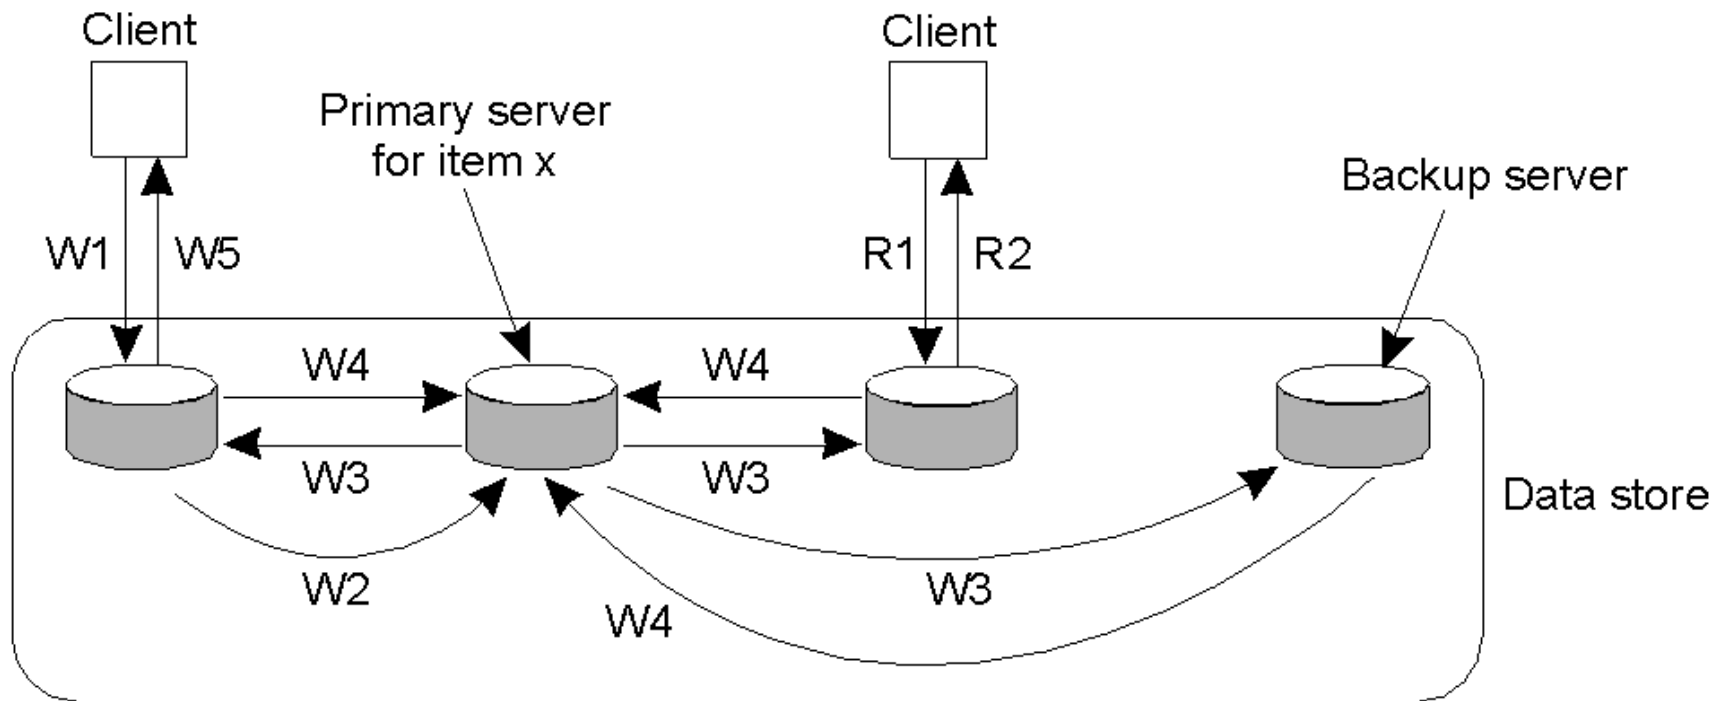 Client
Client
Primary server
for item x
Backup server
W1
W5
R1
R2
W4
W4
W3
W3
Data store
W2
W3
W4